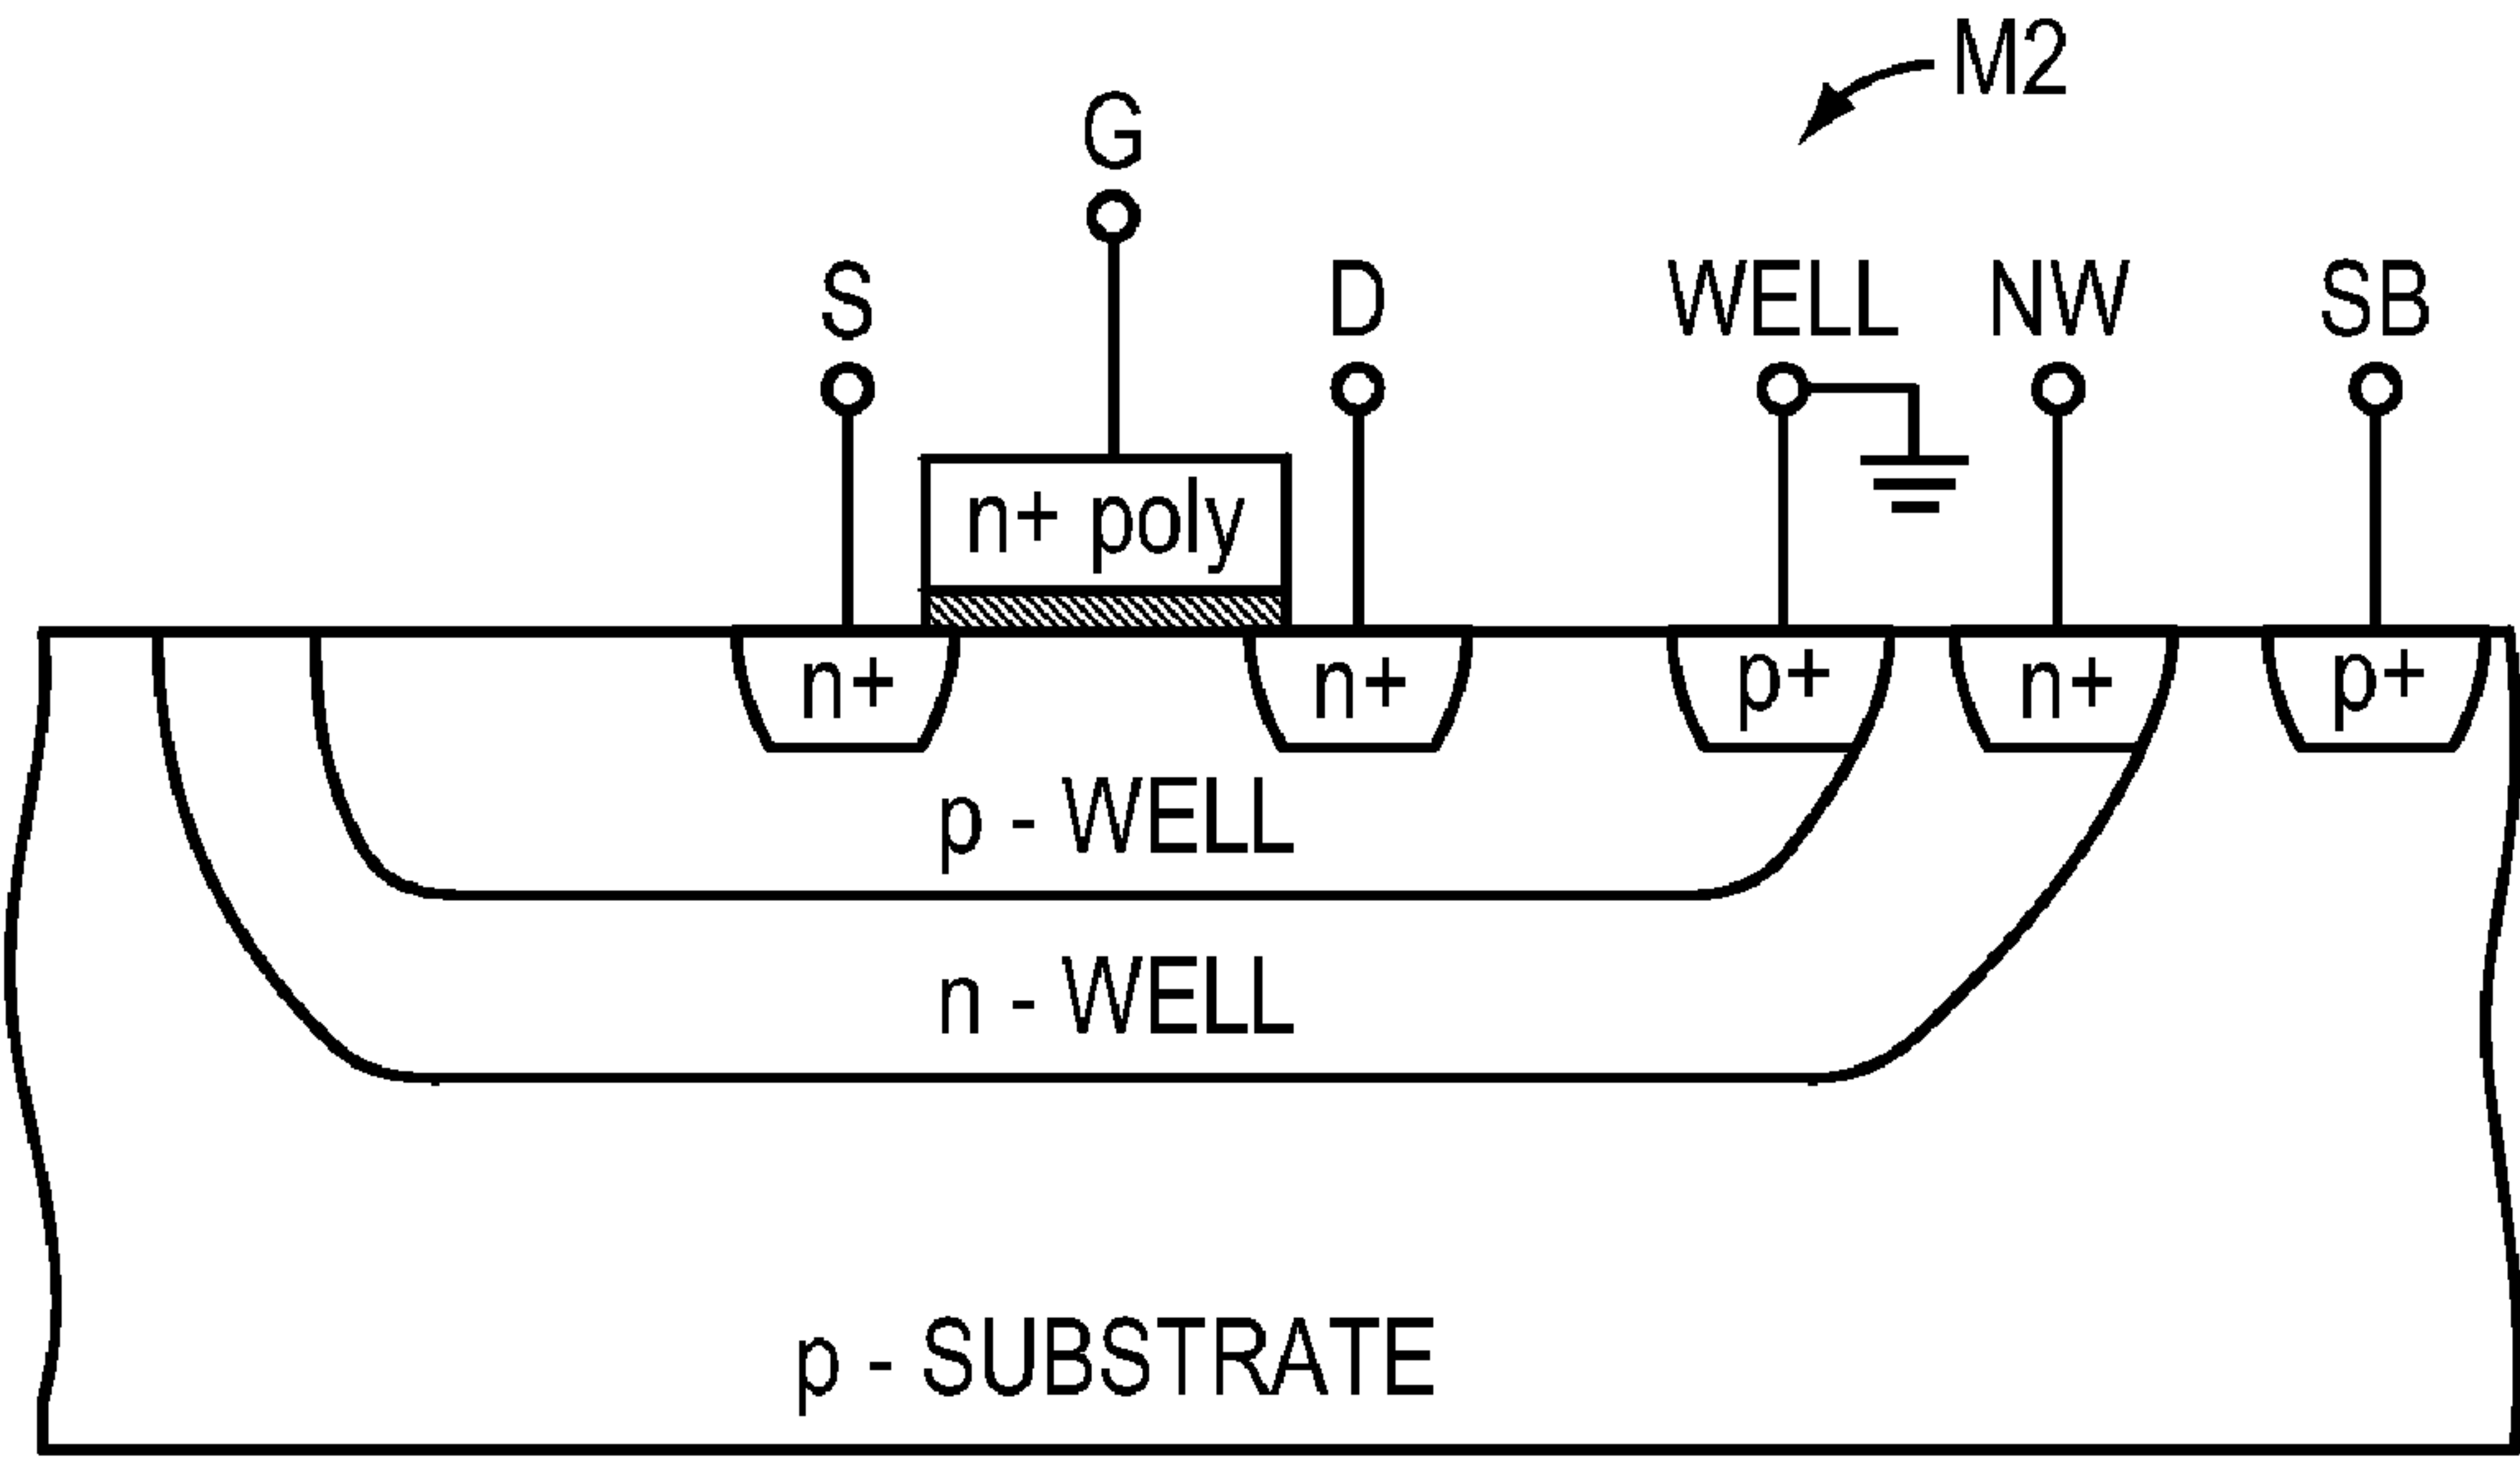 M2
G
S D WELL NW SB
n+ poly
n+ n+ p+ n+ p+
p - WELL
n - WELL
p - SUBSTRATE